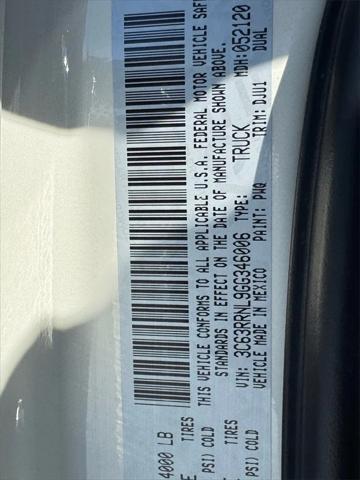 4000 LB
TIRES
PSI) COLD
TIRES
PSI) COLD
THIS VEHICLE CONFORMS TO ALL APPLICABLE U.S.A. FEDERAL MOTOR VEHICLE SAFE
STANDARDS IN EFFECT ON THE DATE OF MANUFACTURE SHOWN ABOVE.
VIN: 3C63RRNL9GG346006 TYPE: TRUCK MDH: 052120
VEHICLE MADE IN MEXICO PAINT: PW0 TRIM: DJU1 DUAL